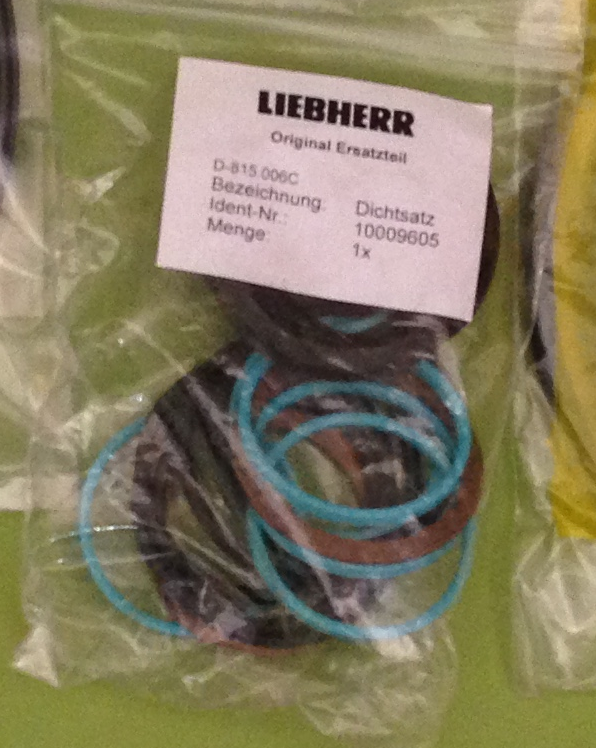 LIEBHERR
Original Ersatzteil
D-815.006C
Bezeichnung: Dichtsatz
Ident-Nr.: 10009605
Menge: 1x